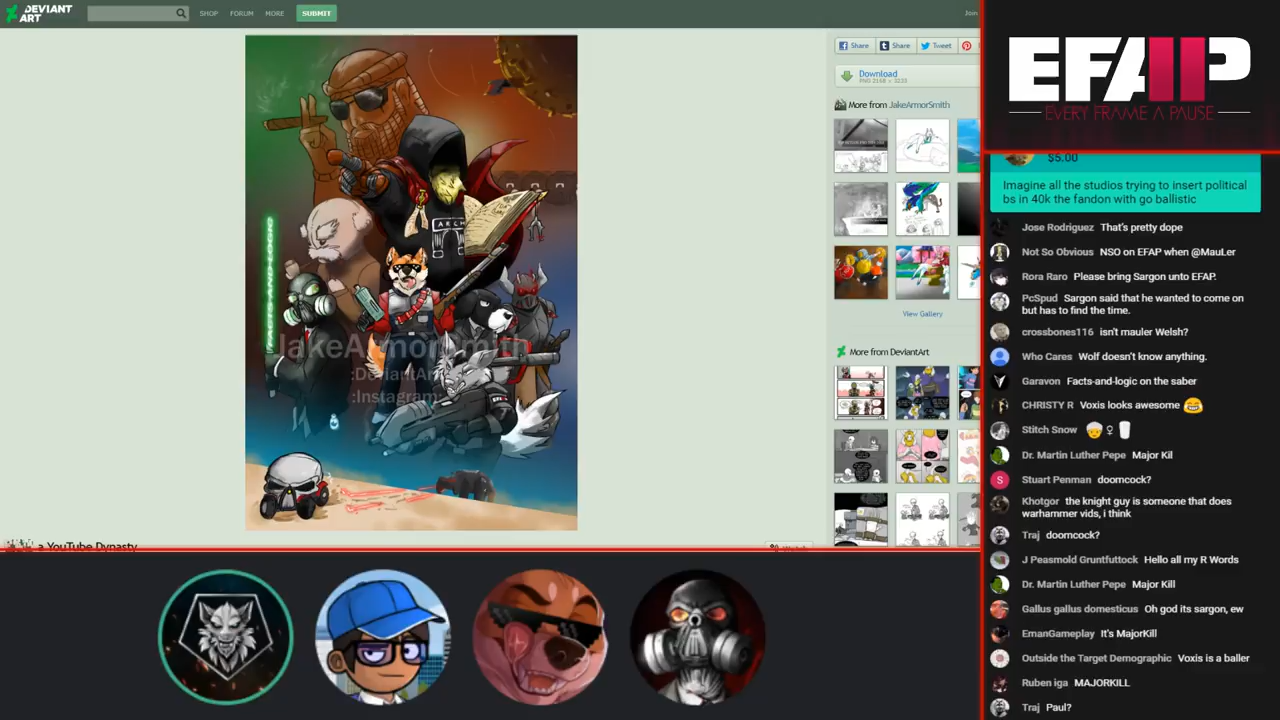 DEVIANT
ART
SHOP
FORUM
MORE
SUBMIT
Join
Share
Share
Tweet
Download
PNG 2168 × 3233
More from JakeArmorSmith
View Gallery
More from DeviantArt
FACTS AND LOGIC
ARCH
JakeArmorSmith
:DeviantArt
:Instagram:
a YouTube Dynasty
EFAP
EVERY FRAME A PAUSE
$5.00
Imagine all the studios trying to insert political
bs in 40k the fandon with go ballistic
Jose Rodriguez That's pretty dope
Not So Obvious NSO on EFAP when @MauLer
Rora Raro Please bring Sargon unto EFAP.
PcSpud Sargon said that he wanted to come on
but has to find the time.
crossbones116 isn't mauler Welsh?
Who Cares Wolf doesn't know anything.
Garavon Facts-and-logic on the saber
CHRISTY R Voxis looks awesome 😂
Stitch Snow 👳♀🥛
Dr. Martin Luther Pepe Major Kil
S
Stuart Penman doomcock?
Khotgor the knight guy is someone that does
warhammer vids, i think
Traj doomcock?
J Peasmold Gruntfuttock Hello all my R Words
Dr. Martin Luther Pepe Major Kill
Gallus gallus domesticus Oh god its sargon, ew
EmanGameplay It's MajorKill
Outside the Target Demographic Voxis is a baller
Ruben iga MAJORKILL
Traj Paul?